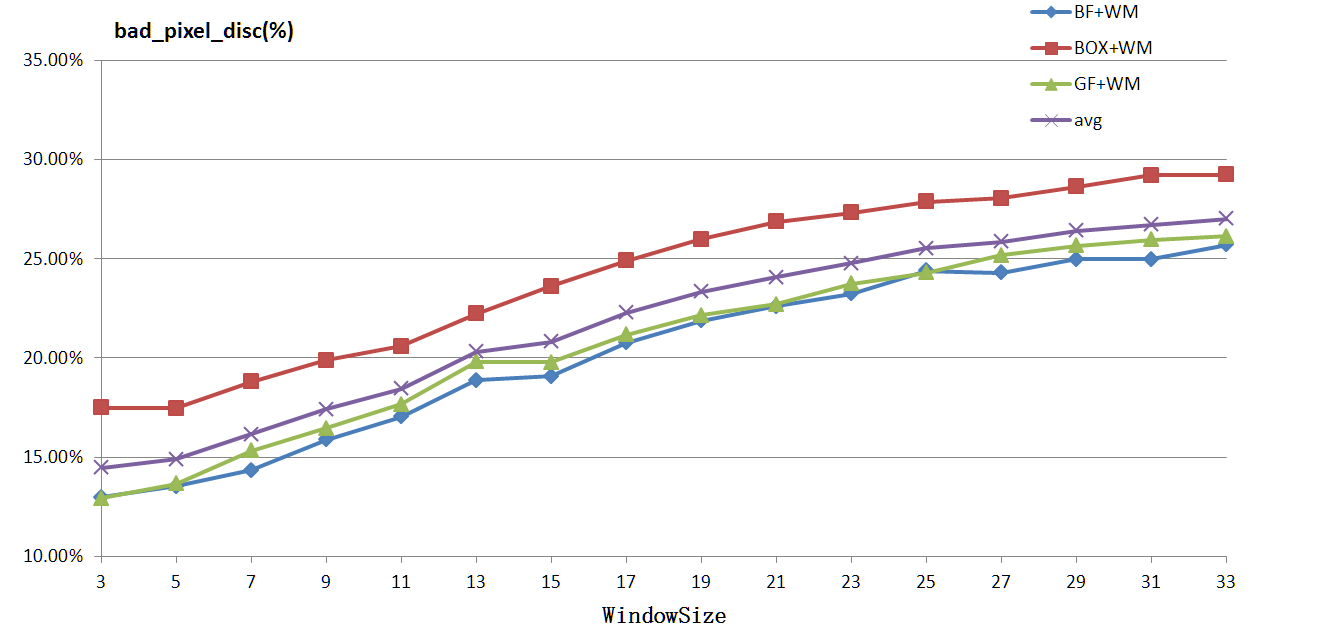 bad_pixel_disc(%)
BF+WM
BOX+WM
GF+WM
avg
35.00%
30.00%
25.00%
20.00%
15.00%
10.00%
3 5 7 9 11 13 15 17 19 21 23 25 27 29 31 33
WindowSize